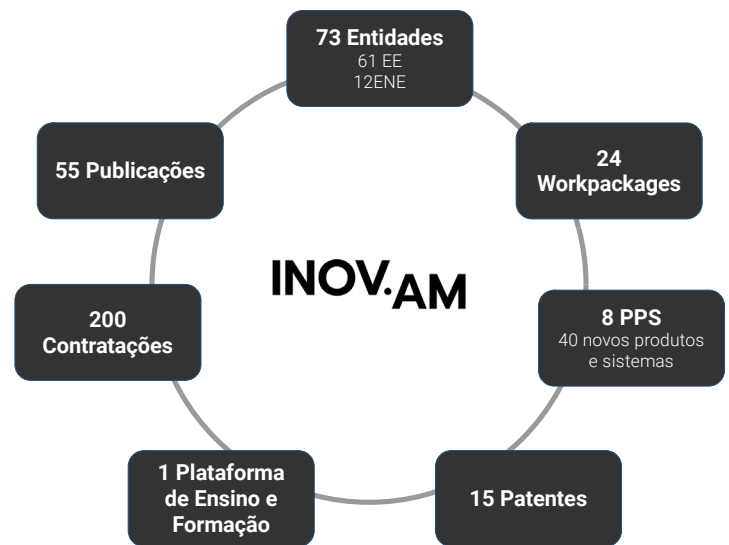 73 Entidades
61 EE
12ENE
24
Workpackages
8 PPS
40 novos produtos
e sistemas
15 Patentes
1 Plataforma
de Ensino e
Formação
200
Contratações
55 Publicações
INOV.AM